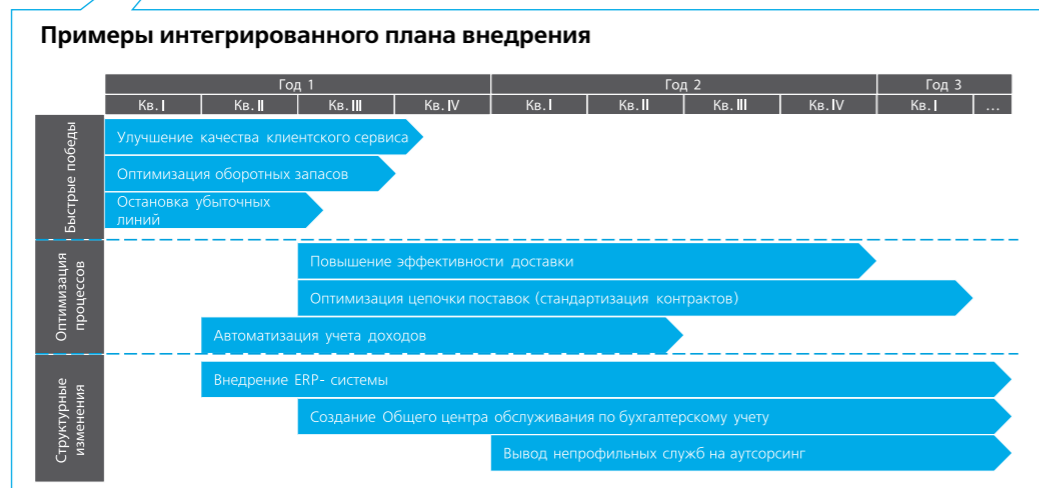 Примеры интегрированного плана внедрения
Год 1
Год 2
Год 3
Кв. I
Кв. II
Кв. III
Кв. IV
Кв. I
Кв. II
Кв. III
Кв. IV
Кв. I
...
Быстрые победы
Улучшение качества клиентского сервиса
Оптимизация оборотных запасов
Остановка убыточных
линий
Оптимизация
процессов
Повышение эффективности доставки
Оптимизация цепочки поставок (стандартизация контрактов)
Автоматизация учета доходов
Структурные
изменения
Внедрение ERP- системы
Создание Общего центра обслуживания по бухгалтерскому учету
Вывод непрофильных служб на аутсорсинг